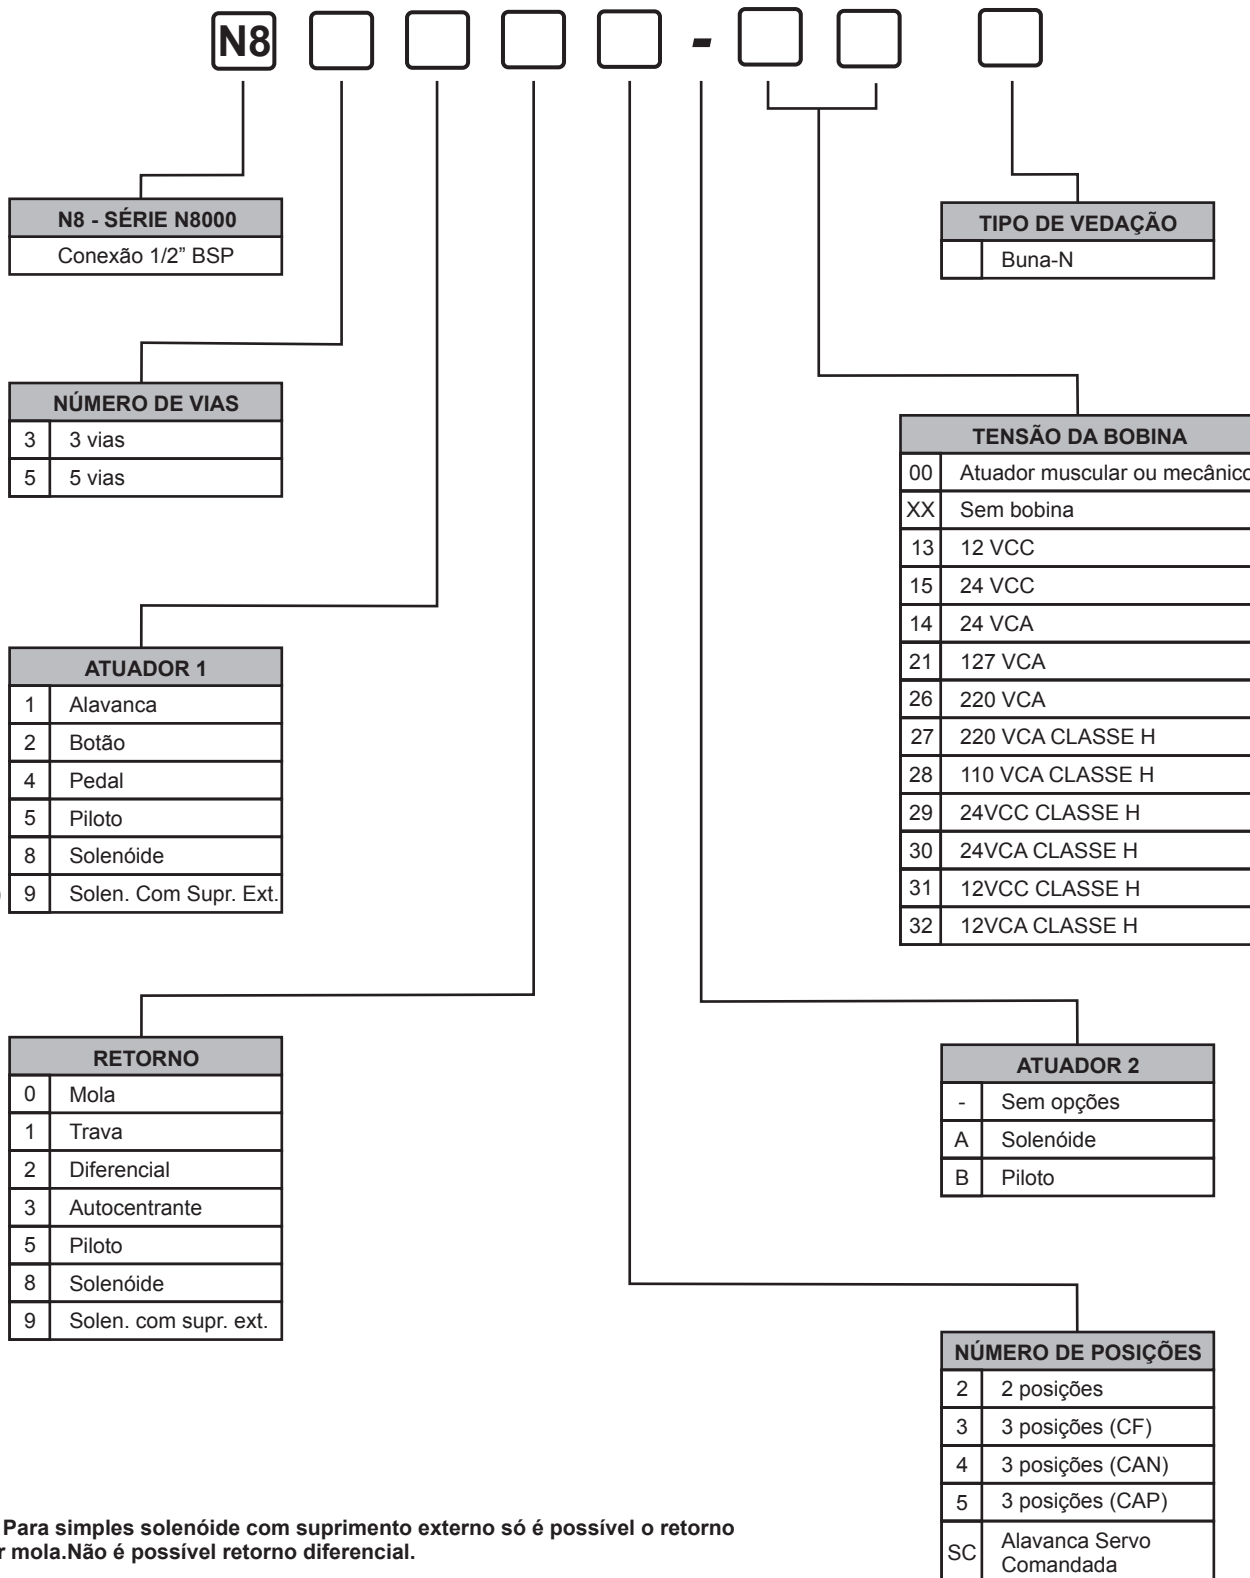 N8 -
N8 - SÉRIE N8000
Conexão 1/2” BSP
NÚMERO DE VIAS
3 3 vias
5 5 vias
ATUADOR 1
1 Alavanca
2 Botão
4 Pedal
5 Piloto
8 Solenóide
9 Solen. Com Supr. Ext.
RETORNO
0 Mola
1 Trava
2 Diferencial
3 Autocentrante
5 Piloto
8 Solenóide
9 Solen. com supr. ext.
TIPO DE VEDAÇÃO
Buna-N
TENSÃO DA BOBINA
00 Atuador muscular ou mecânico
XX Sem bobina
13 12 VCC
15 24 VCC
14 24 VCA
21 127 VCA
26 220 VCA
27 220 VCA CLASSE H
28 110 VCA CLASSE H
29 24VCC CLASSE H
30 24VCA CLASSE H
31 12VCC CLASSE H
32 12VCA CLASSE H
ATUADOR 2
- Sem opções
A Solenóide
B Piloto
NÚMERO DE POSIÇÕES
2 2 posições
3 3 posições (CF)
4 3 posições (CAN)
5 3 posições (CAP)
SC Alavanca Servo
Comandada
Para simples solenóide com suprimento externo só é possível o retorno
r mola.Não é possível retorno diferencial.